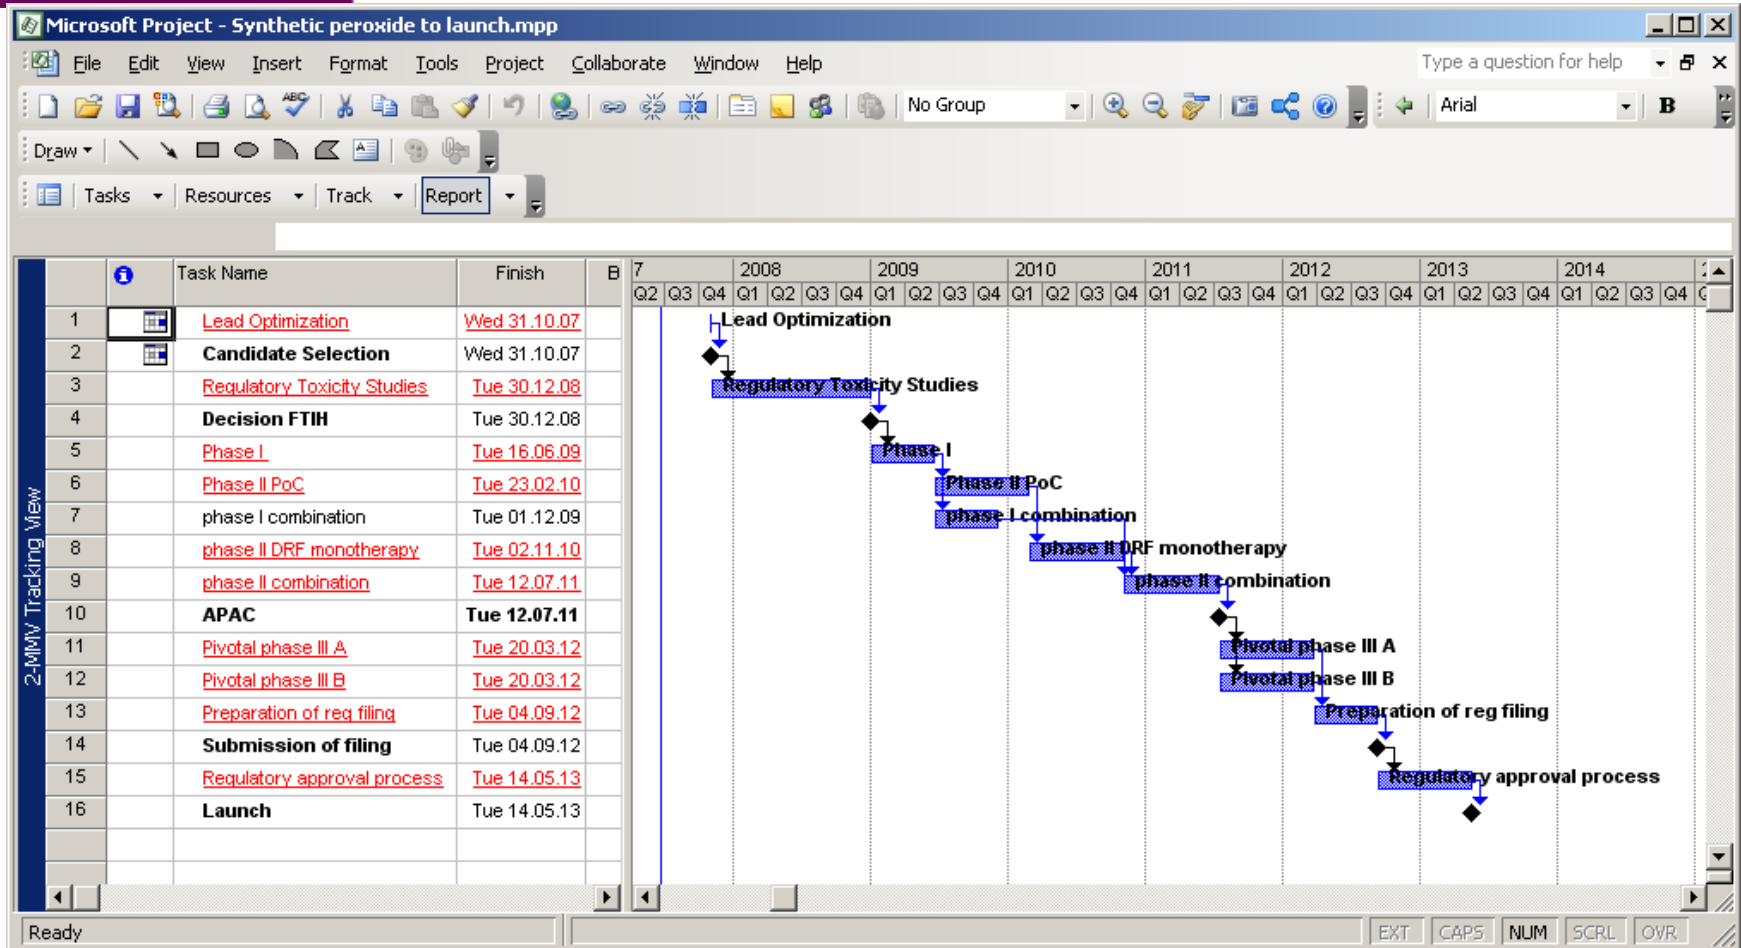 Microsoft Project - Synthetic peroxide to launch.mpp
File Edit View Insert Format Tools Project Collaborate Window Help Type a question for help
ABC No Group Arial B
Draw
Tasks Resources Track Report
Task Name Finish B 7 2008 2009 2010 2011 2012 2013 2014
Q2 Q3 Q4 Q1 Q2 Q3 Q4 Q1 Q2 Q3 Q4 Q1 Q2 Q3 Q4 Q1 Q2 Q3 Q4 Q1 Q2 Q3 Q4 Q1 Q2 Q3 Q4 Q1 Q2 Q3 Q4
1 Lead Optimization Wed 31.10.07 Lead Optimization
2 Candidate Selection Wed 31.10.07
3 Regulatory Toxicity Studies Tue 30.12.08 Regulatory Toxicity Studies
4 Decision FTIH Tue 30.12.08
5 Phase I Tue 16.06.09 Phase I
6 Phase II PoC Tue 23.02.10 Phase II PoC
7 phase I combination Tue 01.12.09 phase I combination
8 phase II DRF monotherapy Tue 02.11.10 phase II DRF monotherapy
9 phase II combination Tue 12.07.11 phase II combination
10 APAC Tue 12.07.11
11 Pivotal phase III A Tue 20.03.12 Pivotal phase III A
12 Pivotal phase III B Tue 20.03.12 Pivotal phase III B
13 Preparation of reg filing Tue 04.09.12 Preparation of reg filing
14 Submission of filing Tue 04.09.12
15 Regulatory approval process Tue 14.05.13 Regulatory approval process
16 Launch Tue 14.05.13
2-MMV Tracking View
Ready EXT CAPS NUM SCRL OVR